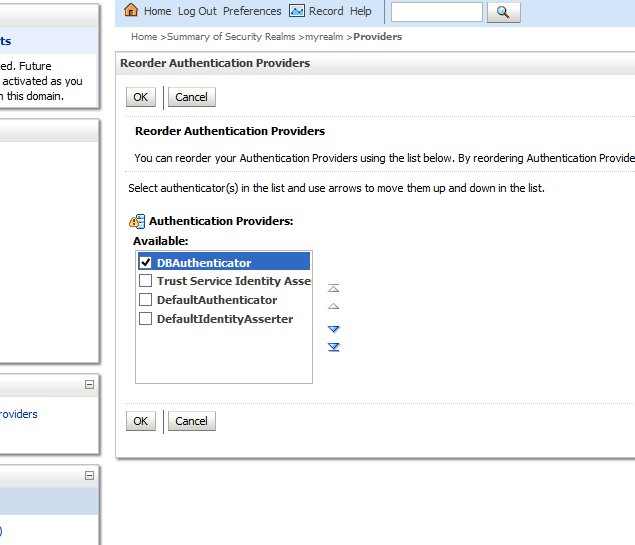 Home Log Out Preferences Record Help
Home >Summary of Security Realms >myrealm >Providers
ts
ed. Future
activated as you
n this domain.
roviders
)
Reorder Authentication Providers
OK Cancel
Reorder Authentication Providers
You can reorder your Authentication Providers using the list below. By reordering Authentication Provide
Select authenticator(s) in the list and use arrows to move them up and down in the list.
Authentication Providers:
Available:
DBAuthenticator
Trust Service Identity Asse
DefaultAuthenticator
DefaultIdentityAsserter
OK Cancel